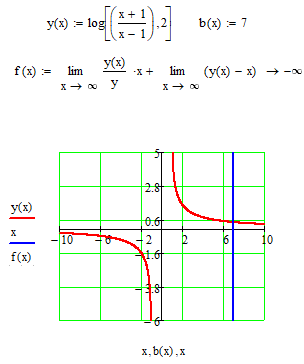 y(x) := log[((x + 1)/(x − 1)), 2] b(x) := 7
f(x) := lim x → ∞ y(x)/y · x + lim x → ∞ (y(x) − x) → −∞
5
2.8
0.6
−1.6
−3.8
−6
−10 −6 −2 2 6 10
y(x)
x
f(x)
x, b(x), x